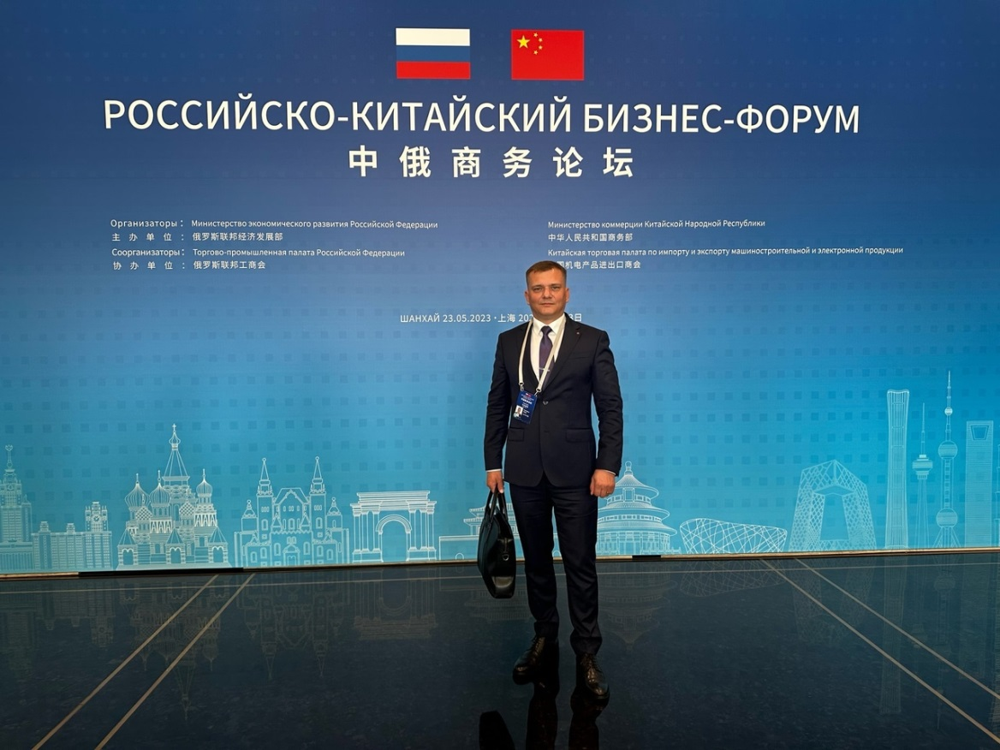 РОССИЙСКО-КИТАЙСКИЙ БИЗНЕС-ФОРУМ
中俄商务论坛
Организаторы: Министерство экономического развития Российской Федерации
主办单位: 俄罗斯联邦经济发展部
Соорганизаторы: Торгово-промышленная палата Российской Федерации
协办单位: 俄罗斯联邦工商会
Министерство коммерции Китайской Народной Республики
中华人民共和国商务部
Китайская торговая палата по импорту и экспорту машиностроительной и электронной продукции
机电产品进出口商会
ШАНХАЙ 23.05.2023 · 上海